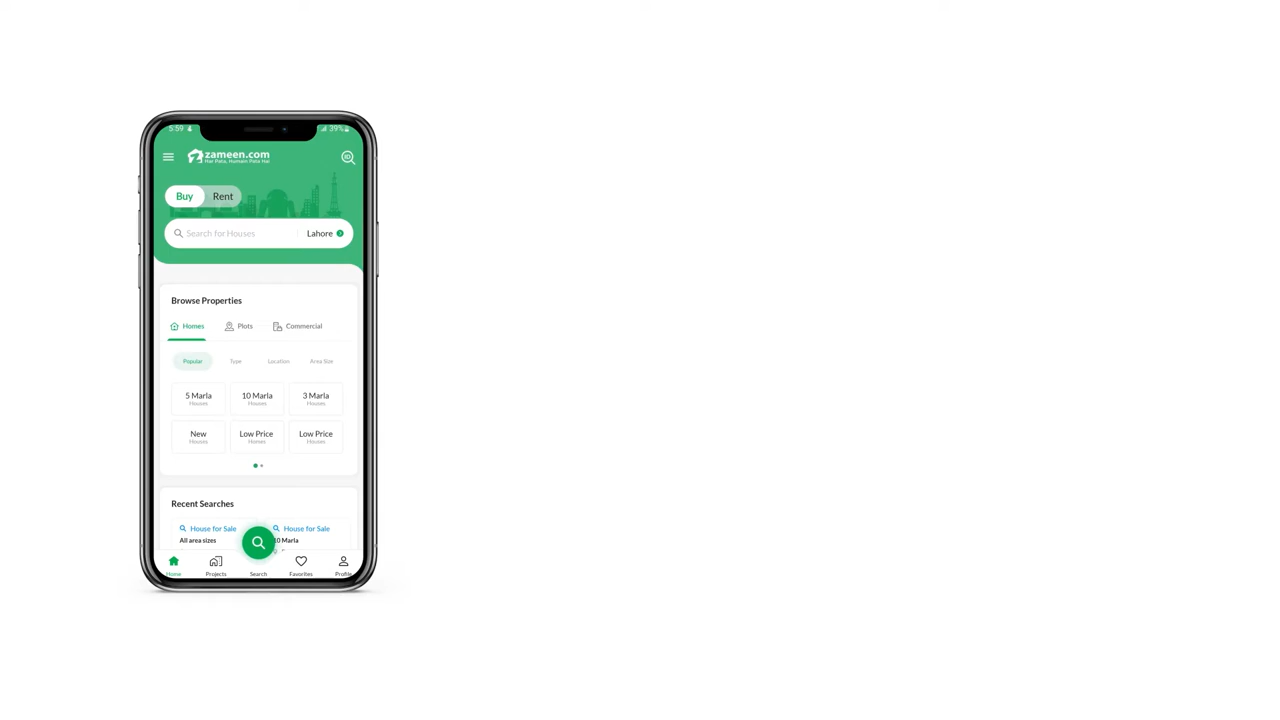 5:59 39%
zameen.com
Har Pata, Humain Pata Hai
ID
Buy Rent
Search for Houses Lahore
Browse Properties
Homes Plots Commercial
Popular Type Location Area Size
5 Marla 10 Marla 3 Marla
Houses Houses Houses
New Low Price Low Price
Houses Homes Houses
Recent Searches
House for Sale House for Sale
All area sizes 10 Marla
Home Projects Search Favorites Profile